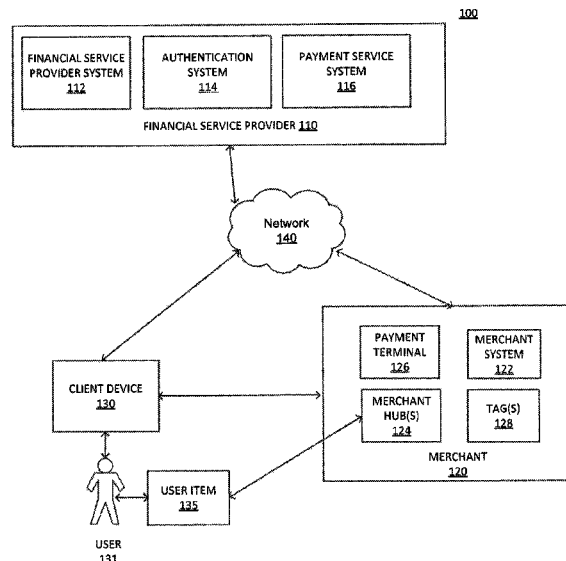 100
FINANCIAL SERVICE
PROVIDER SYSTEM
112
AUTHENTICATION
SYSTEM
114
PAYMENT SERVICE
SYSTEM
116
FINANCIAL SERVICE PROVIDER 110
Network
140
PAYMENT
TERMINAL
126
MERCHANT
SYSTEM
122
CLIENT DEVICE
130
MERCHANT
HUB(S)
124
TAG(S)
128
MERCHANT
120
USER ITEM
135
USER
131